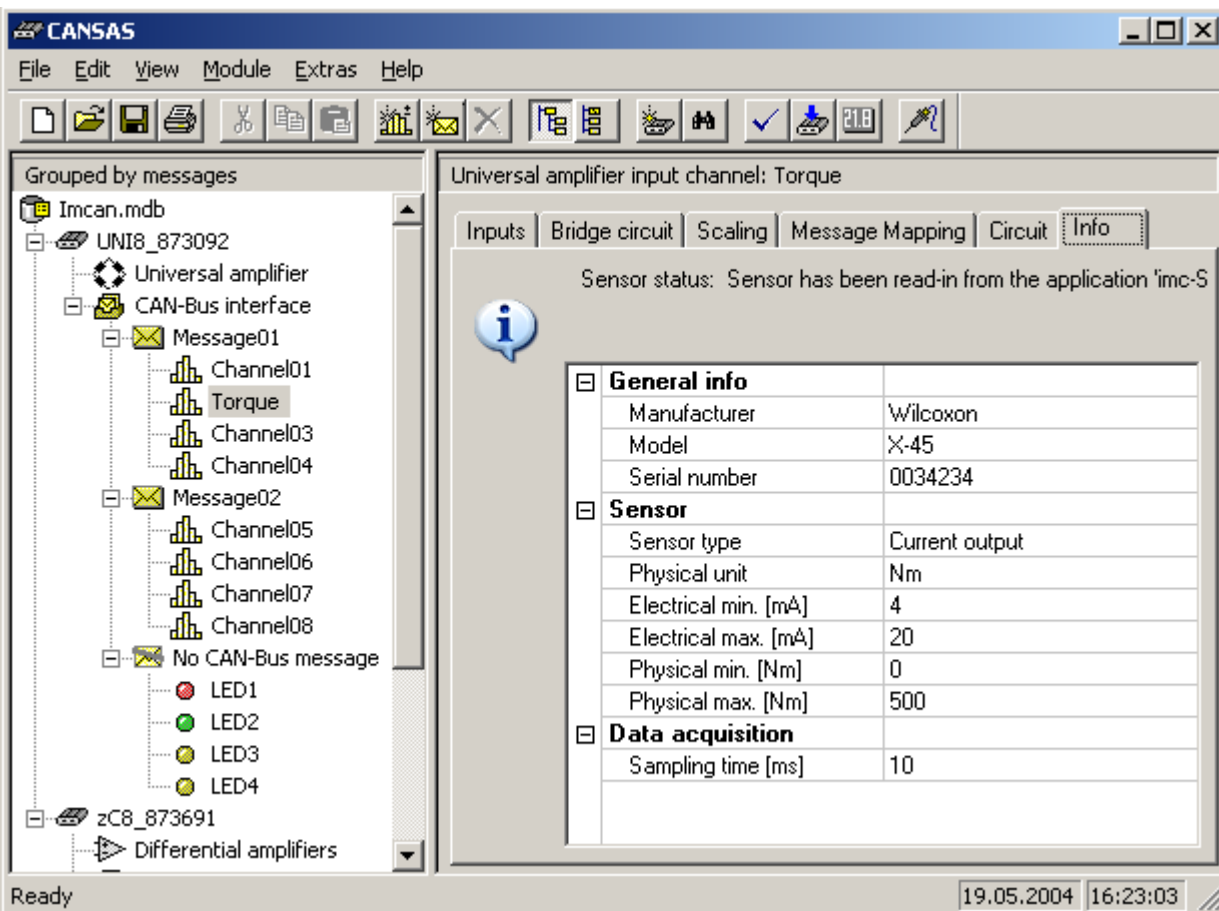 CANSAS
File Edit View Module Extras Help
21.8
Grouped by messages
Imcan.mdb
UNI8_873092
Universal amplifier
CAN-Bus interface
Message01
Channel01
Torque
Channel03
Channel04
Message02
Channel05
Channel06
Channel07
Channel08
No CAN-Bus message
LED1
LED2
LED3
LED4
zC8_873691
Differential amplifiers
Universal amplifier input channel: Torque
Inputs Bridge circuit Scaling Message Mapping Circuit Info
Sensor status: Sensor has been read-in from the application 'imc-S
General info
Manufacturer Wilcoxon
Model X-45
Serial number 0034234
Sensor
Sensor type Current output
Physical unit Nm
Electrical min. [mA] 4
Electrical max. [mA] 20
Physical min. [Nm] 0
Physical max. [Nm] 500
Data acquisition
Sampling time [ms] 10
Ready 19.05.2004 16:23:03